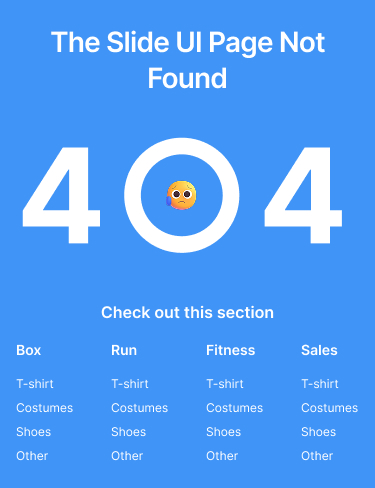 The Slide UI Page Not
Found
404
Check out this section
Box Run Fitness Sales
T-shirt T-shirt T-shirt T-shirt
Costumes Costumes Costumes Costumes
Shoes Shoes Shoes Shoes
Other Other Other Other